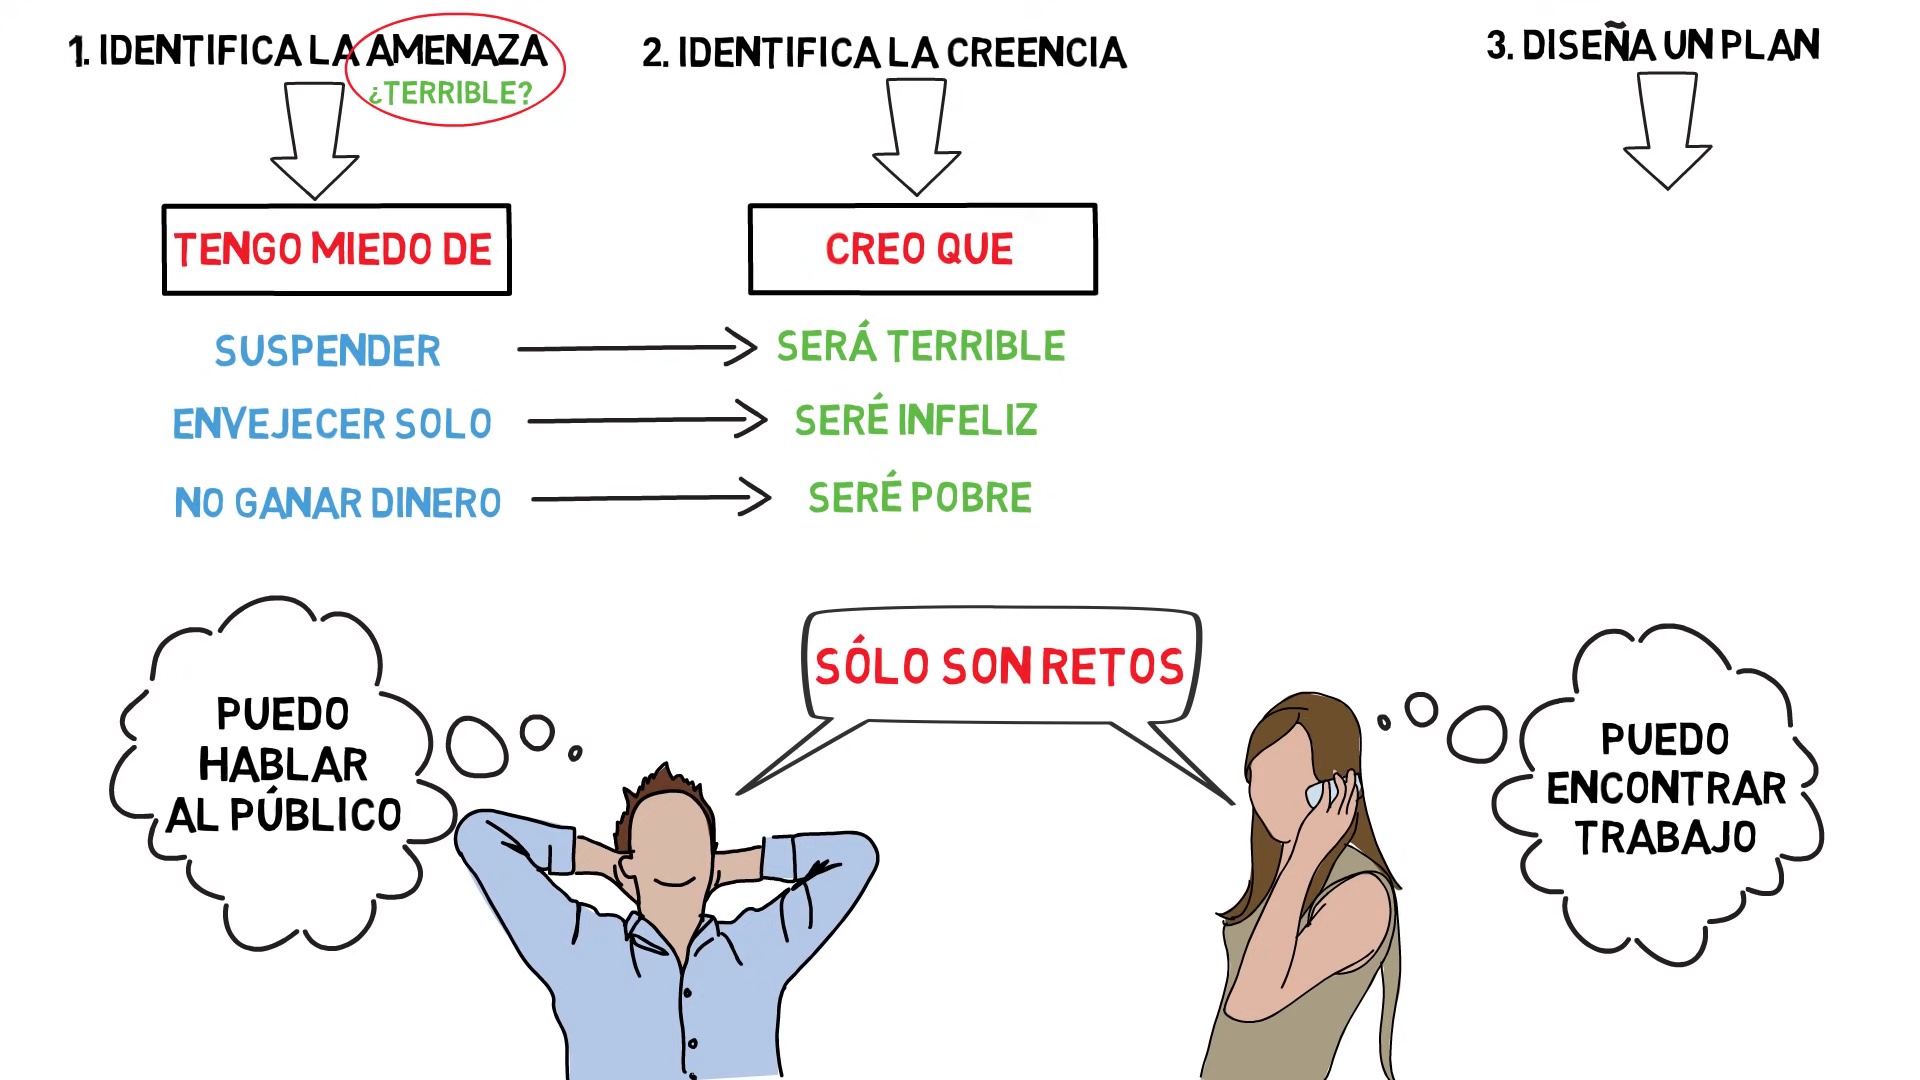 1. IDENTIFICA LA AMENAZA
¿TERRIBLE?
2. IDENTIFICA LA CREENCIA
3. DISEÑA UN PLAN
TENGO MIEDO DE
CREO QUE
SUSPENDER
SERÁ TERRIBLE
ENVEJECER SOLO
SERÉ INFELIZ
NO GANAR DINERO
SERÉ POBRE
PUEDO
HABLAR
AL PÚBLICO
SÓLO SON RETOS
PUEDO
ENCONTRAR
TRABAJO